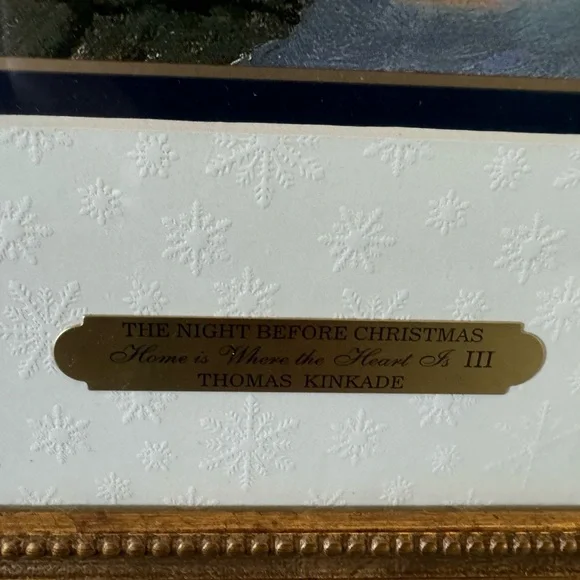 THE NIGHT BEFORE CHRISTMAS
Home is Where the Heart Is III
THOMAS KINKADE